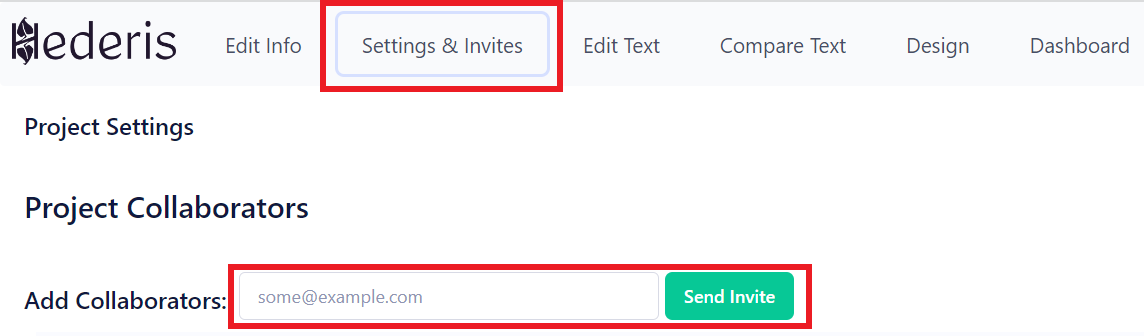 Hederis Edit Info Settings & Invites Edit Text Compare Text Design Dashboard
Project Settings
Project Collaborators
Add Collaborators: some@example.com Send Invite